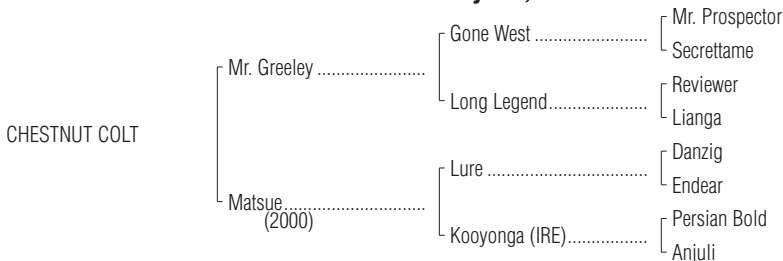 Mr. Prospector
Gone West
Secrettame
Mr. Greeley
Reviewer
Long Legend
Lianga
CHESTNUT COLT
Danzig
Lure
Endear
Matsue
(2000)
Persian Bold
Kooyonga (IRE)
Anjuli